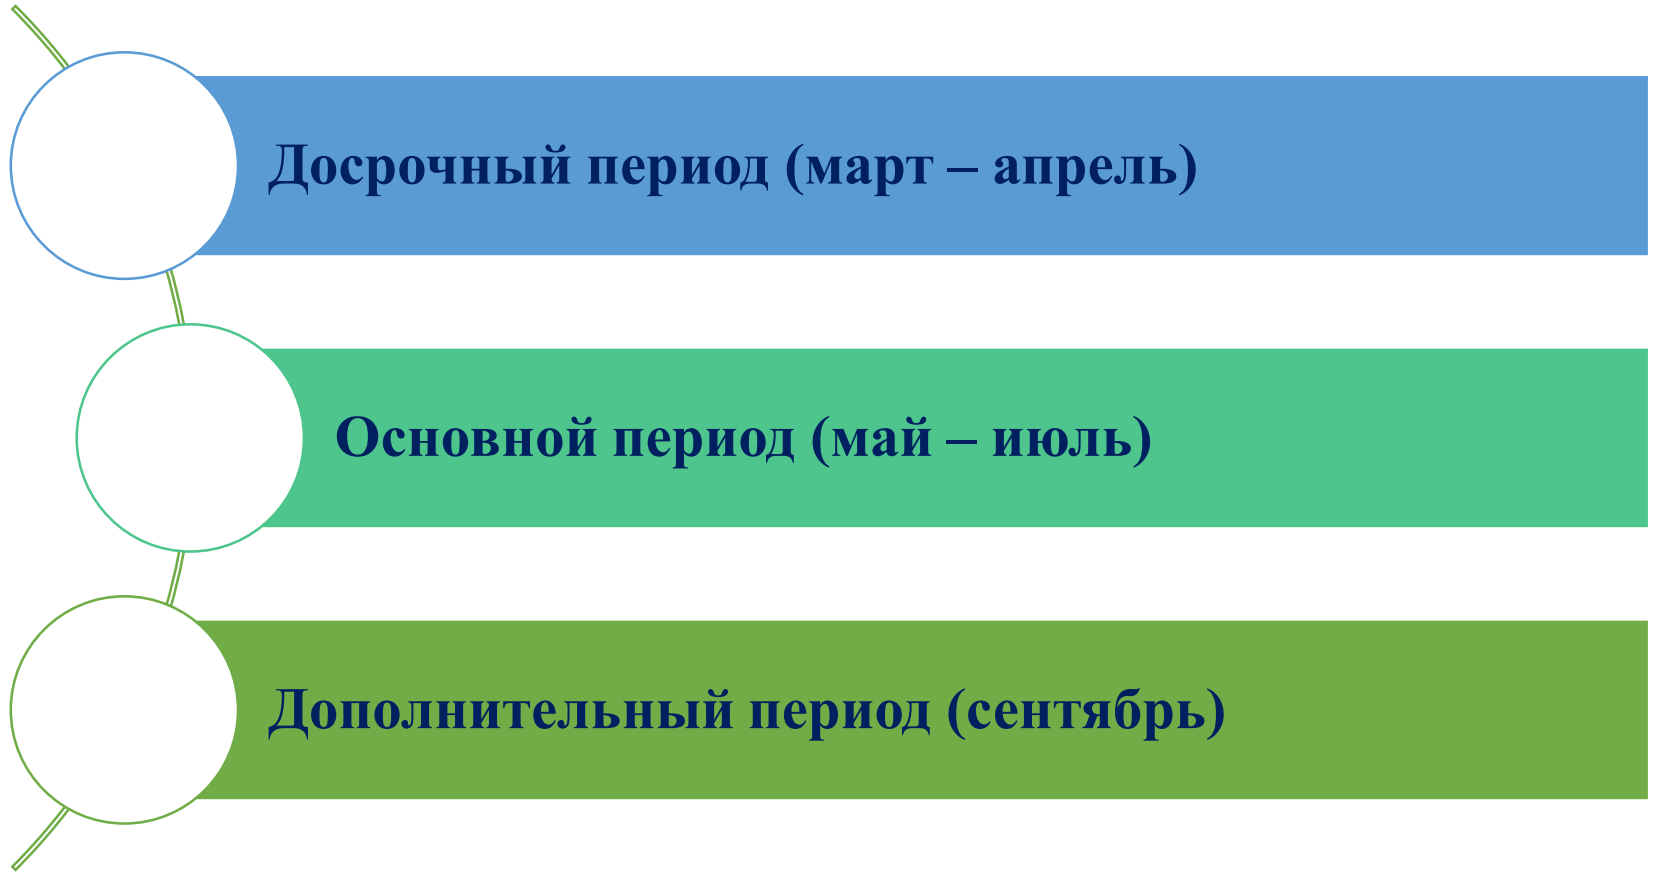 Досрочный период (март – апрель)
Основной период (май – июль)
Дополнительный период (сентябрь)